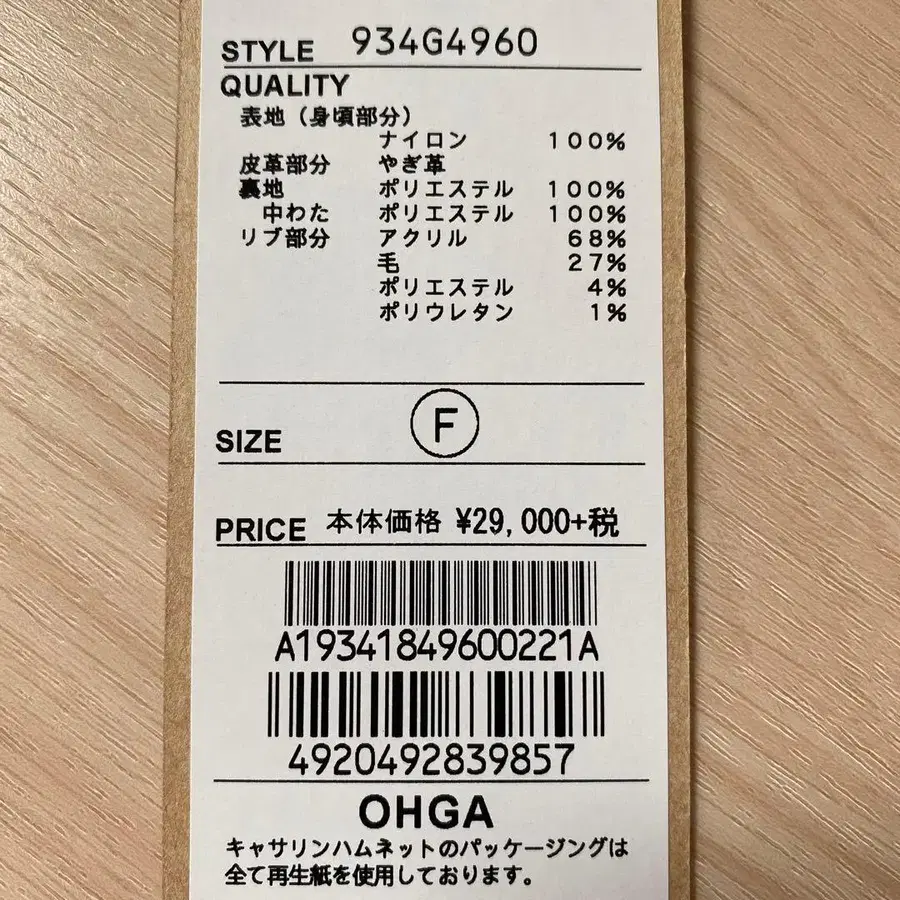 STYLE 934G4960
QUALITY
表地(身頃部分)
ナイロン 100%
皮革部分 やぎ革
裏地 ポリエステル 100%
中わた ポリエステル 100%
リブ部分 アクリル 68%
毛 27%
ポリエステル 4%
ポリウレタン 1%
SIZE F
PRICE 本体価格 ¥29,000+税
A19341849600221A
4920492839857
OHGA
キャサリンハムネットのパッケージングは
全て再生紙を使用しております。